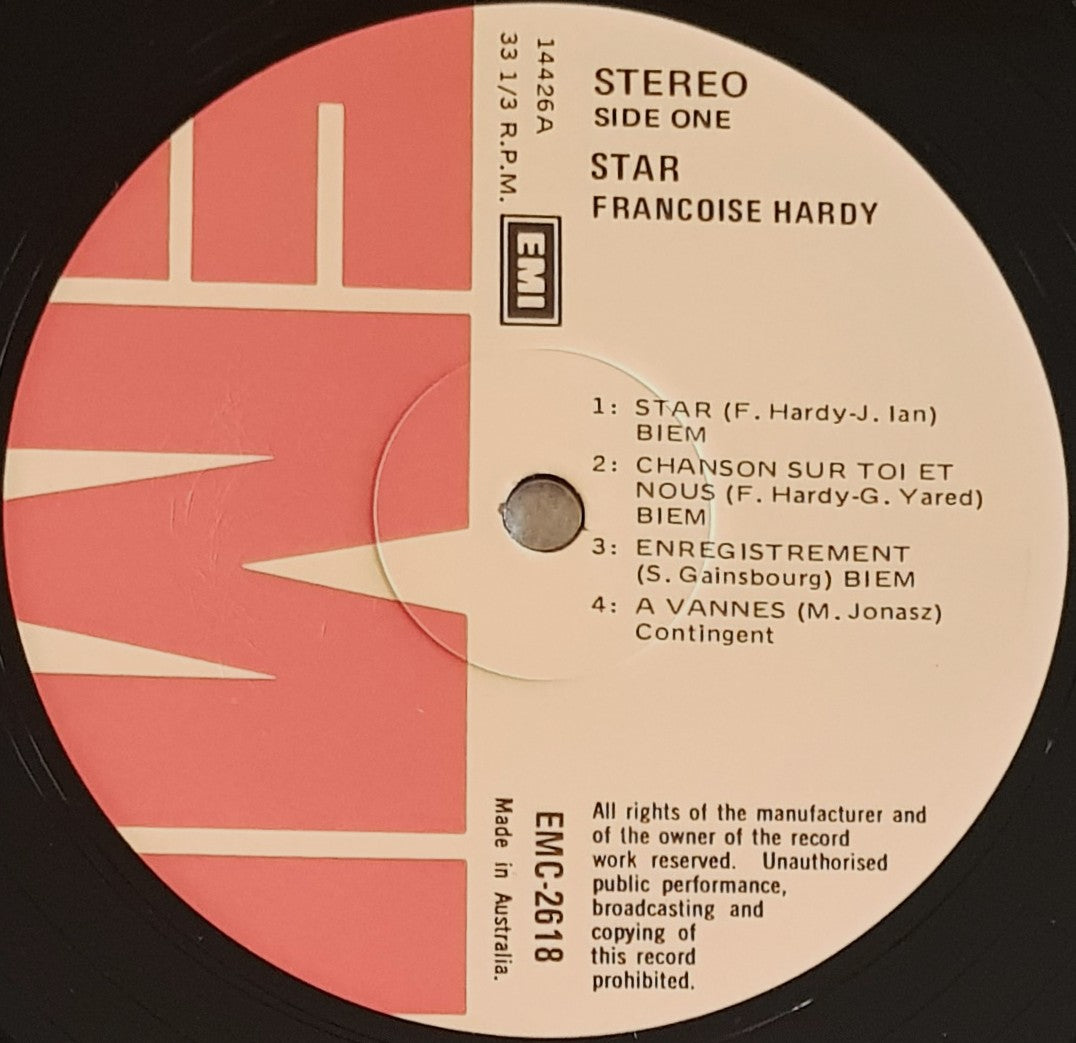 STEREO
SIDE ONE
STAR
FRANCOISE HARDY
14426A
33 1/3 R.P.M.
EMI
1: STAR (F. Hardy-J. Ian)
BIEM
2: CHANSON SUR TOI ET
NOUS (F. Hardy-G. Yared)
BIEM
3: ENREGISTREMENT
(S. Gainsbourg) BIEM
4: A VANNES (M. Jonasz)
Contingent
EMC-2618
Made in Australia.
All rights of the manufacturer and
of the owner of the record
work reserved. Unauthorised
public performance,
broadcasting and
copying of
this record
prohibited.